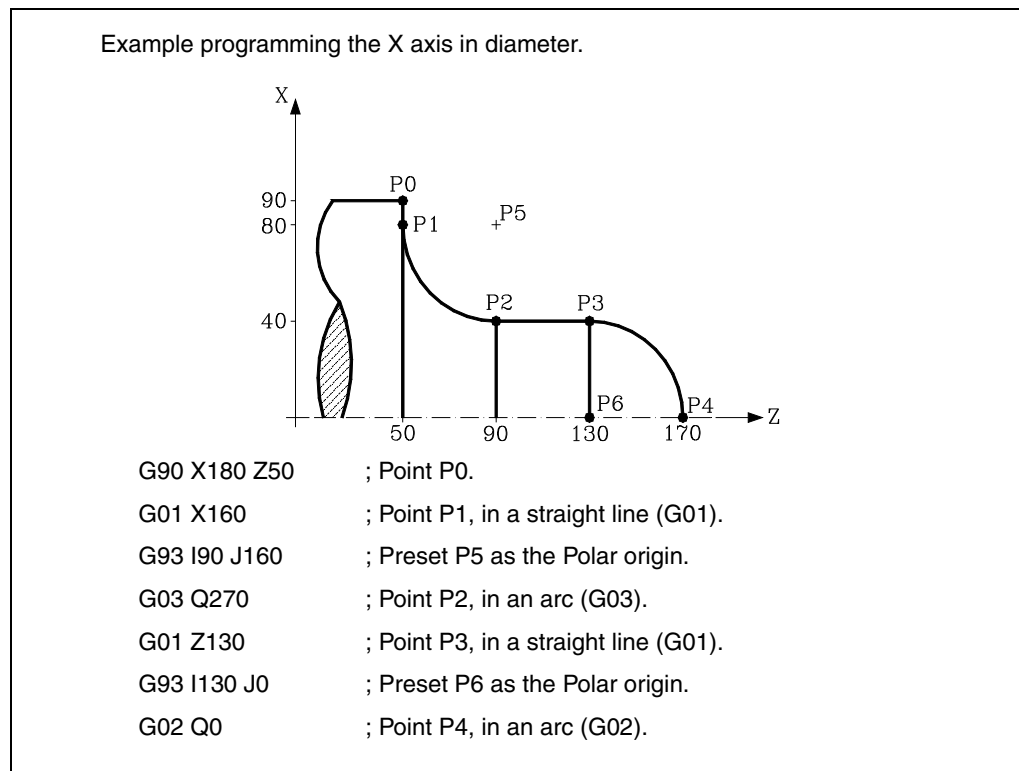 Example programming the X axis in diameter.
X
P0
90
P5
80
P1
P2
P3
40
P6
P4
Z
50
90
130
170
G90 X180 Z50 ; Point P0.
G01 X160 ; Point P1, in a straight line (G01).
G93 I90 J160 ; Preset P5 as the Polar origin.
G03 Q270 ; Point P2, in an arc (G03).
G01 Z130 ; Point P3, in a straight line (G01).
G93 I130 J0 ; Preset P6 as the Polar origin.
G02 Q0 ; Point P4, in an arc (G02).